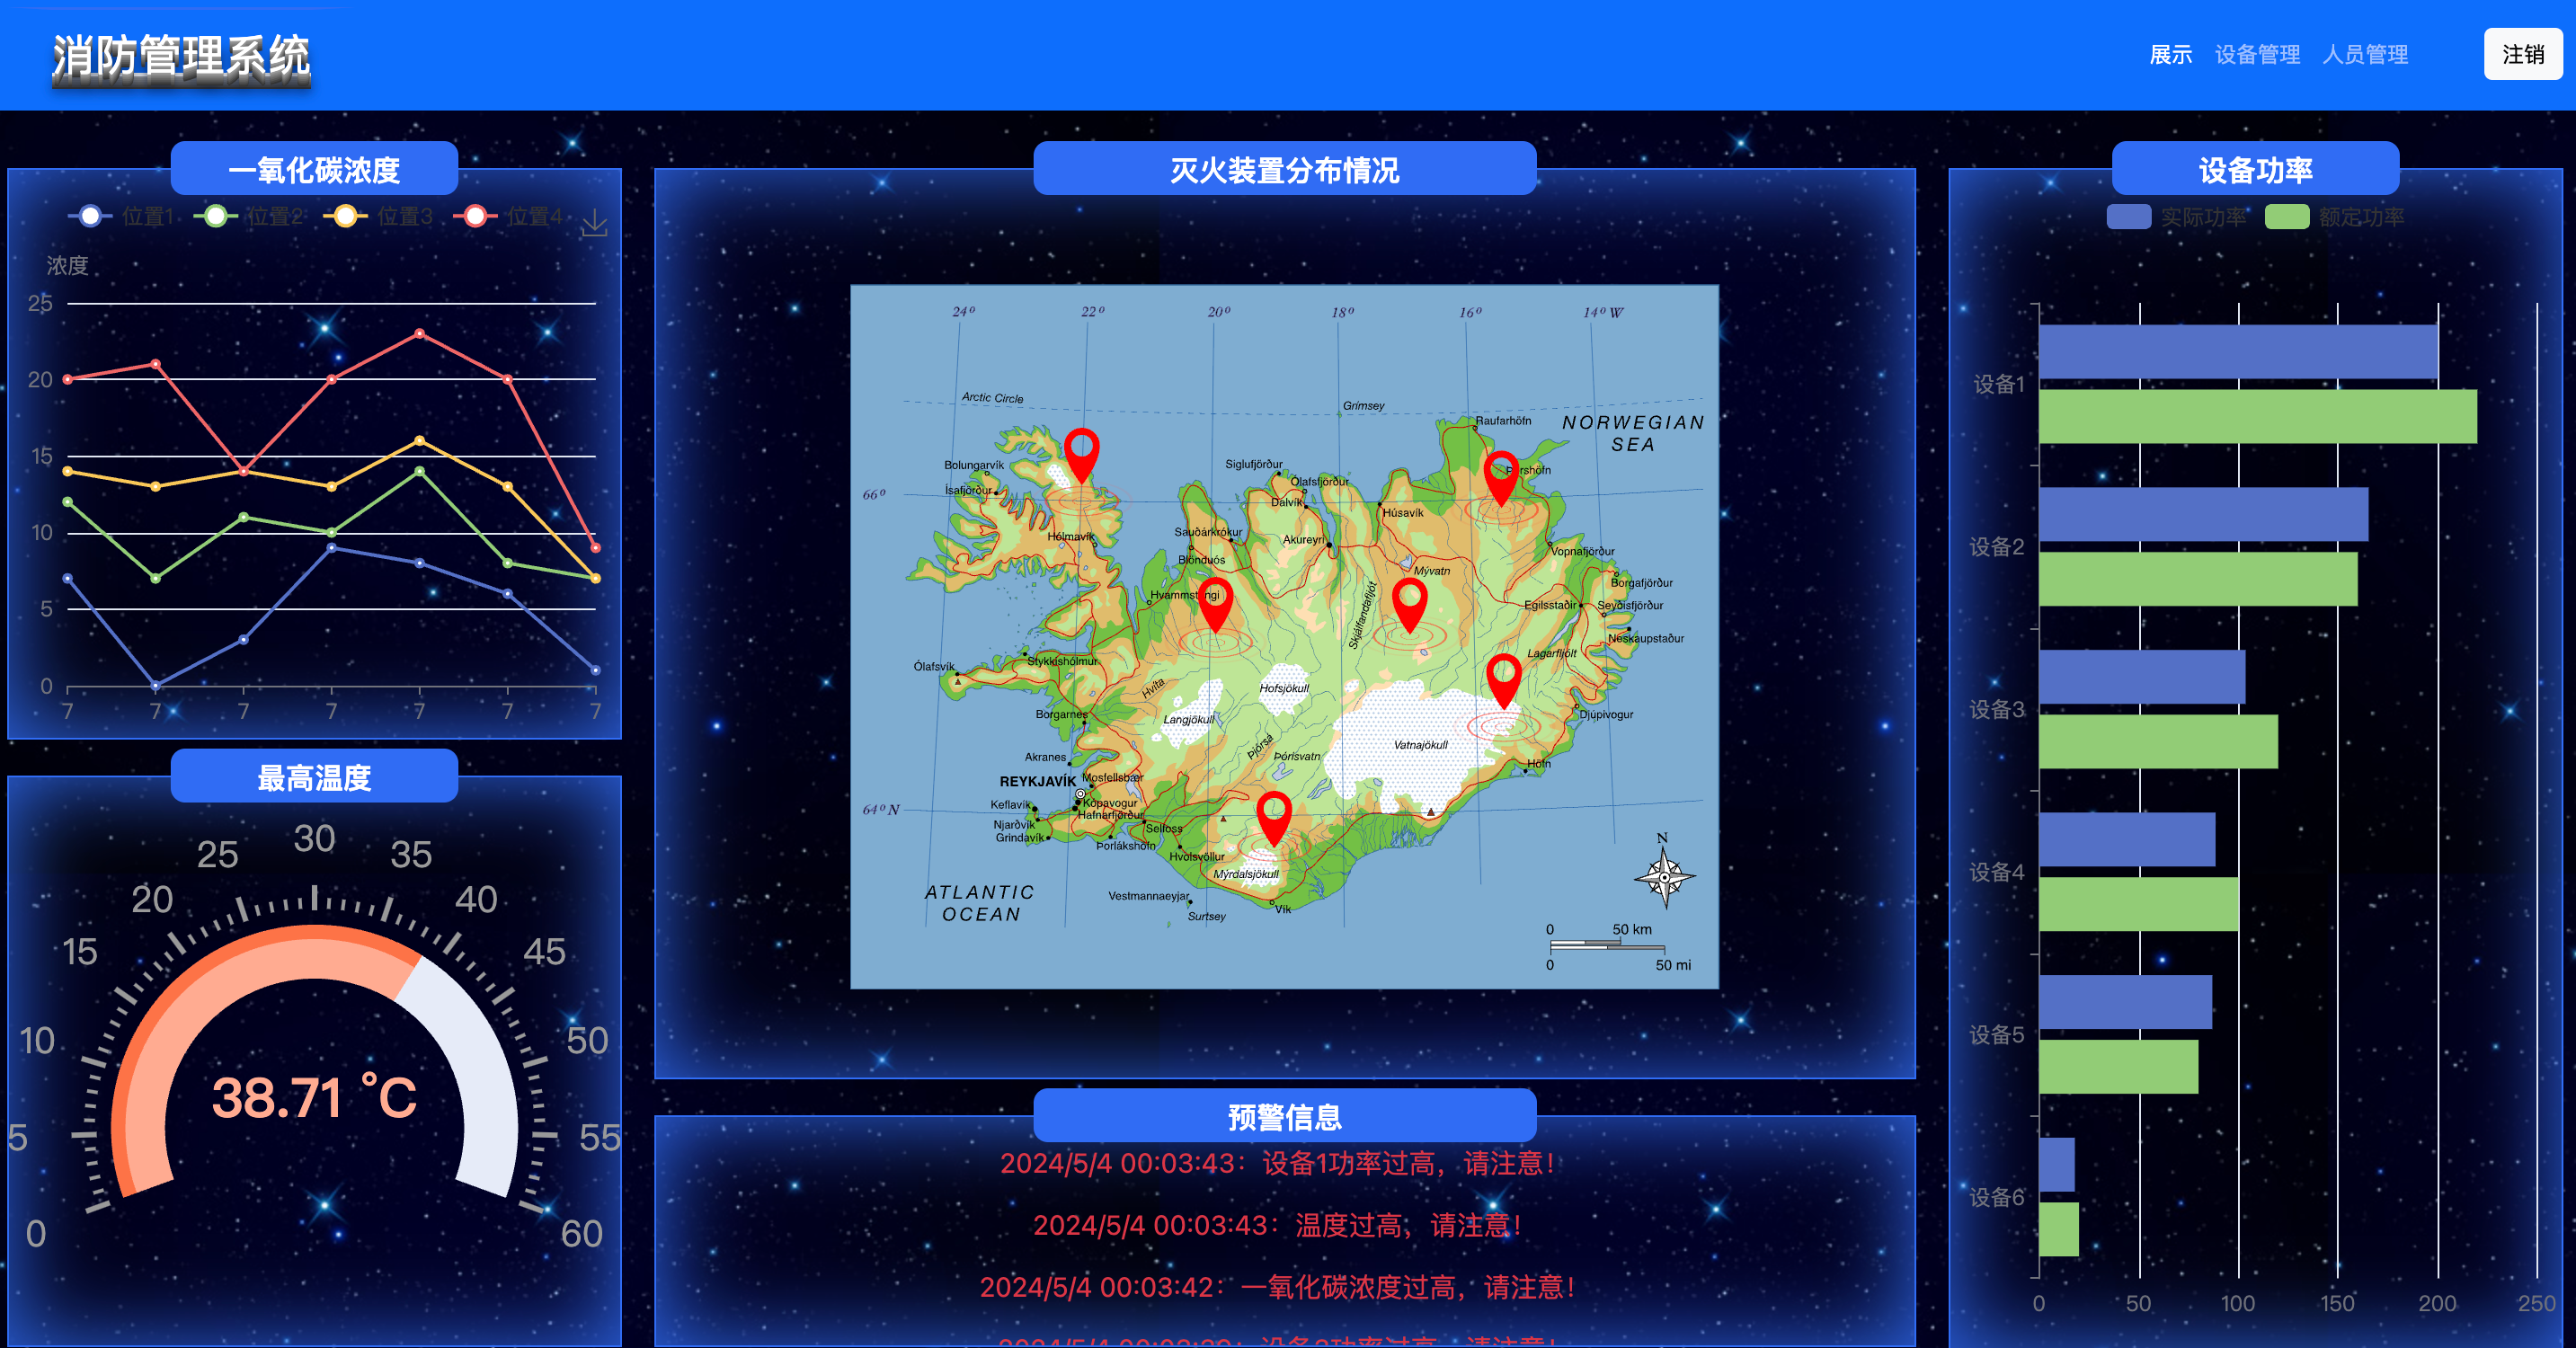 消防管理系统
展示 设备管理 人员管理 注销
一氧化碳浓度
位置1 位置2 位置3 位置4
浓度
25
20
15
10
5
0
7 7 7 7 7 7 7
最高温度
0 5 10 15 20 25 30 35 40 45 50 55 60
38.71 °C
灭火装置分布情况
24° 22° 20° 18° 16° 14° W
Arctic Circle
Grímsey
NORWEGIAN
SEA
Raufarhöfn
Bolungarvík
Siglufjörður
Ísafjörður
Ólafsfjörður
66°
Dalvík
Húsavík
Sauðárkrókur
Hólmavík
Akureyri
Vopnafjörður
Blönduós
Mývatn
Borgafjörður
Egilsstaðir
Seyðisfjörður
Skjálfandafljót
Neskaupstaður
Lagarfljólt
Stykkishólmur
Ólafsvík
Hvíta
Hofsjökull
Langjökull
Borgarnes
Djúpivogur
Þjórsá
Þórisvatn
Vatnajökull
Akranes
Höfn
REYKJAVÍK
Mosfellsbær
Keflavík
Kópavogur
64° N
Hafnarfjörður
Njarðvík
Selfoss
Grindavík
Þorlákshöfn
Hvolsvöllur
Mýrdalsjökull
ATLANTIC
OCEAN
Vestmannaeyjar
Surtsey
Vík
N
0 50 km
0 50 mi
预警信息
2024/5/4 00:03:43：设备1功率过高，请注意！
2024/5/4 00:03:43：温度过高，请注意！
2024/5/4 00:03:42：一氧化碳浓度过高，请注意！
设备功率
实际功率 额定功率
设备1
设备2
设备3
设备4
设备5
设备6
0 50 100 150 200 250